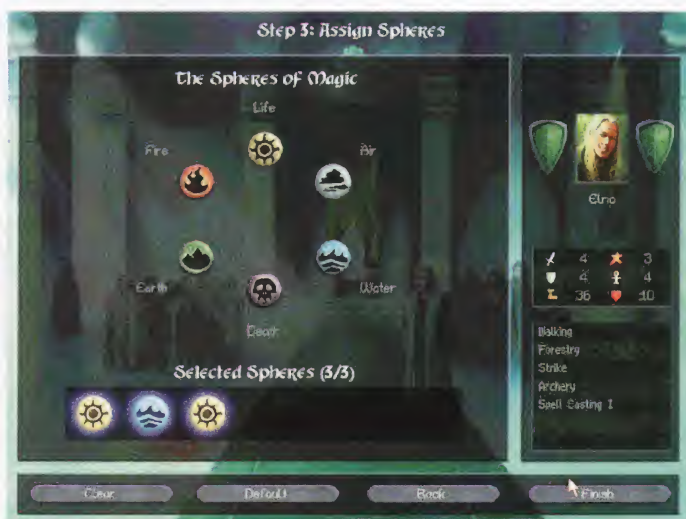 Step 3: Assign Spheres
The Spheres of Magic
Life
Fire
Air
Earth
Water
Death
Selected Spheres (3/3)
4 3
4 4
36 10
Walking
Forestry
Strike
Archery
Spell Casting I
Clear
Default
Back
Finish